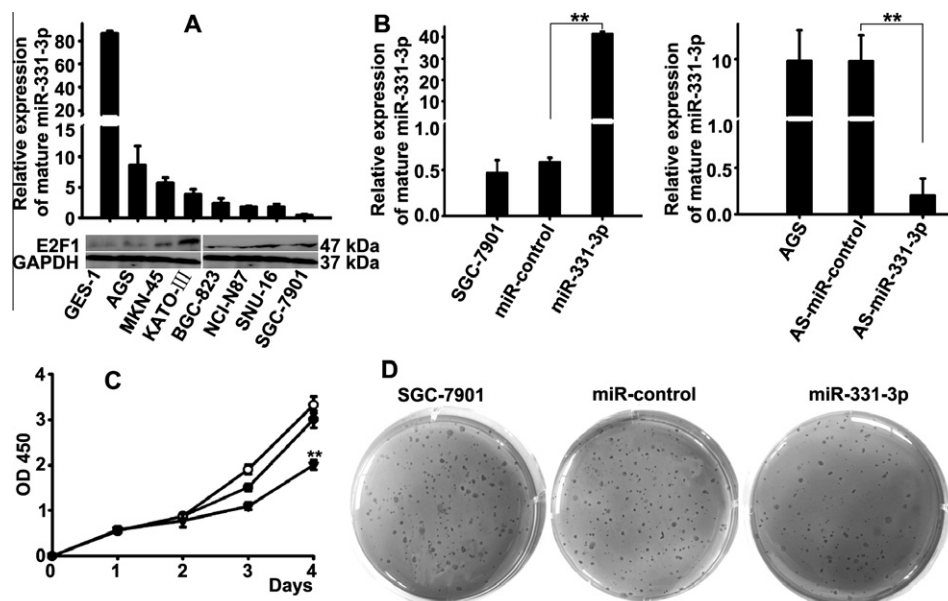 A
Relative expression
of mature miR-331-3p
80
60
40
20
15
10
5
0
E2F1
47 kDa
GAPDH
37 kDa
GES-1
AGS
MKN-45
KATO-III
BGC-823
NCI-N87
SNU-16
SGC-7901
B
Relative expression
of mature miR-331-3p
40
30
20
10
1.0
0.5
0.0
**
SGC-7901
miR-control
miR-331-3p
Relative expression
of mature miR-331-3p
10
1.0
0.5
0.0
**
AGS
AS-miR-control
AS-miR-331-3p
C
OD 450
4
3
2
1
0
**
0 1 2 3 4
Days
D
SGC-7901
miR-control
miR-331-3p